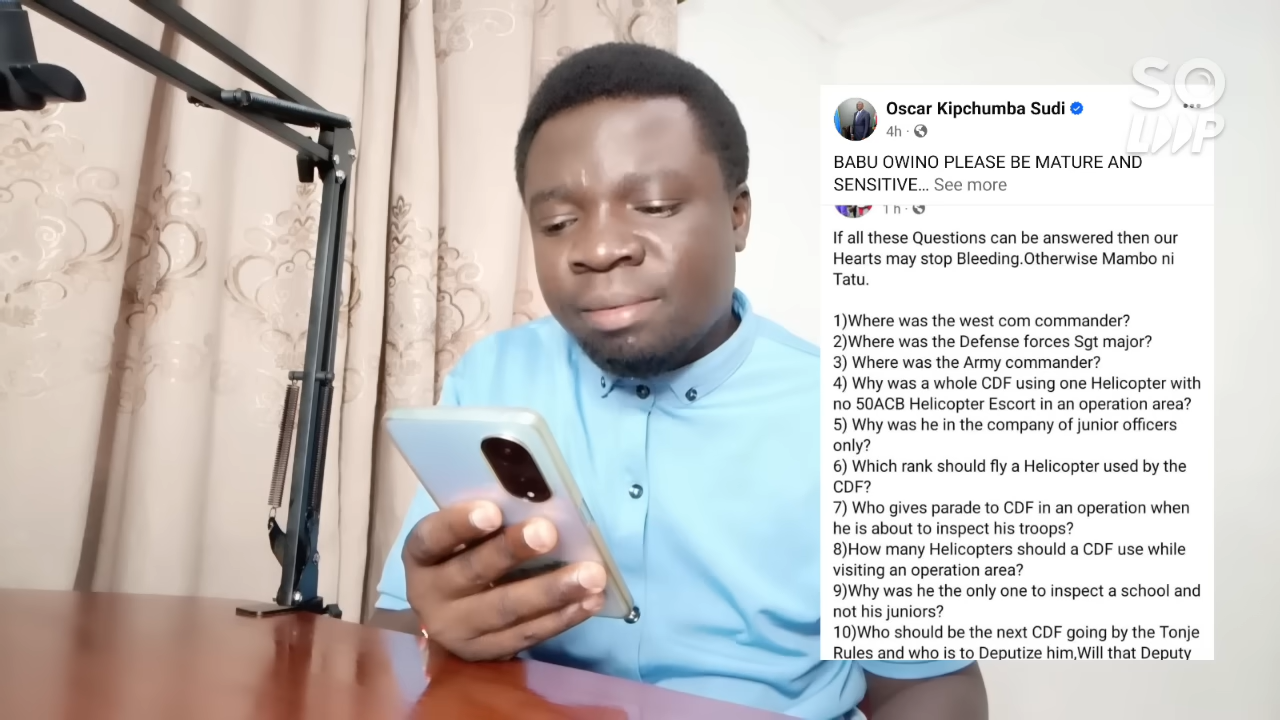 SO
LOOP
Oscar Kipchumba Sudi
4h ·
BABU OWINO PLEASE BE MATURE AND
SENSITIVE... See more
1 h ·
If all these Questions can be answered then our
Hearts may stop Bleeding.Otherwise Mambo ni
Tatu.
1)Where was the west com commander?
2)Where was the Defense forces Sgt major?
3) Where was the Army commander?
4) Why was a whole CDF using one Helicopter with
no 50ACB Helicopter Escort in an operation area?
5) Why was he in the company of junior officers
only?
6) Which rank should fly a Helicopter used by the
CDF?
7) Who gives parade to CDF in an operation when
he is about to inspect his troops?
8)How many Helicopters should a CDF use while
visiting an operation area?
9)Why was he the only one to inspect a school and
not his juniors?
10)Who should be the next CDF going by the Tonje
Rules and who is to Deputize him,Will that Deputy